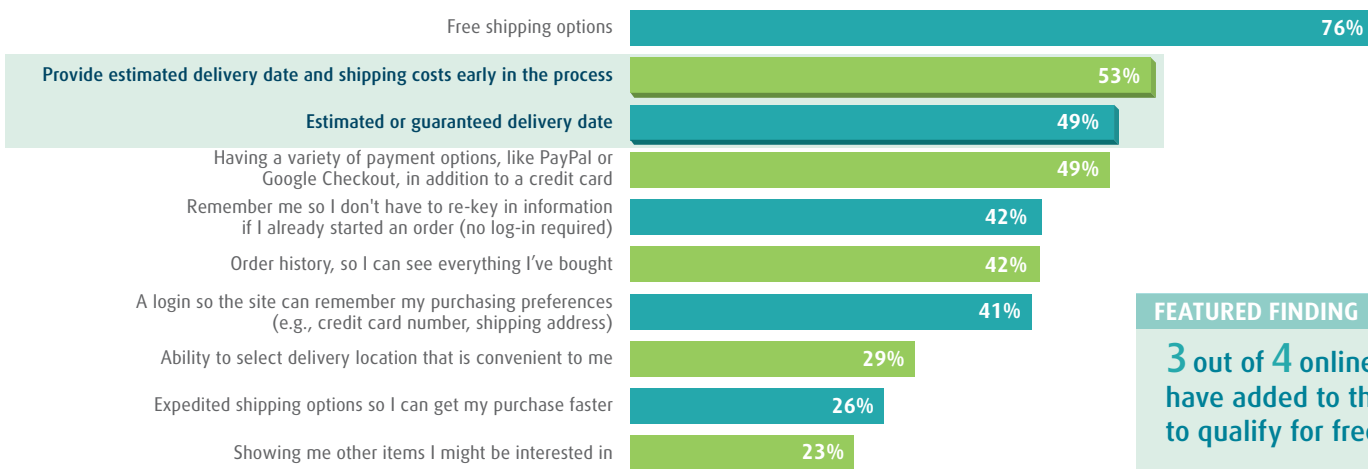 Free shipping options
76%
Provide estimated delivery date and shipping costs early in the process
53%
Estimated or guaranteed delivery date
49%
Having a variety of payment options, like PayPal or
Google Checkout, in addition to a credit card
49%
Remember me so I don't have to re-key in information
if I already started an order (no log-in required)
42%
Order history, so I can see everything I’ve bought
42%
A login so the site can remember my purchasing preferences
(e.g., credit card number, shipping address)
41%
Ability to select delivery location that is convenient to me
29%
Expedited shipping options so I can get my purchase faster
26%
Showing me other items I might be interested in
23%
FEATURED FINDING
3 out of 4 online
have added to
to qualify for